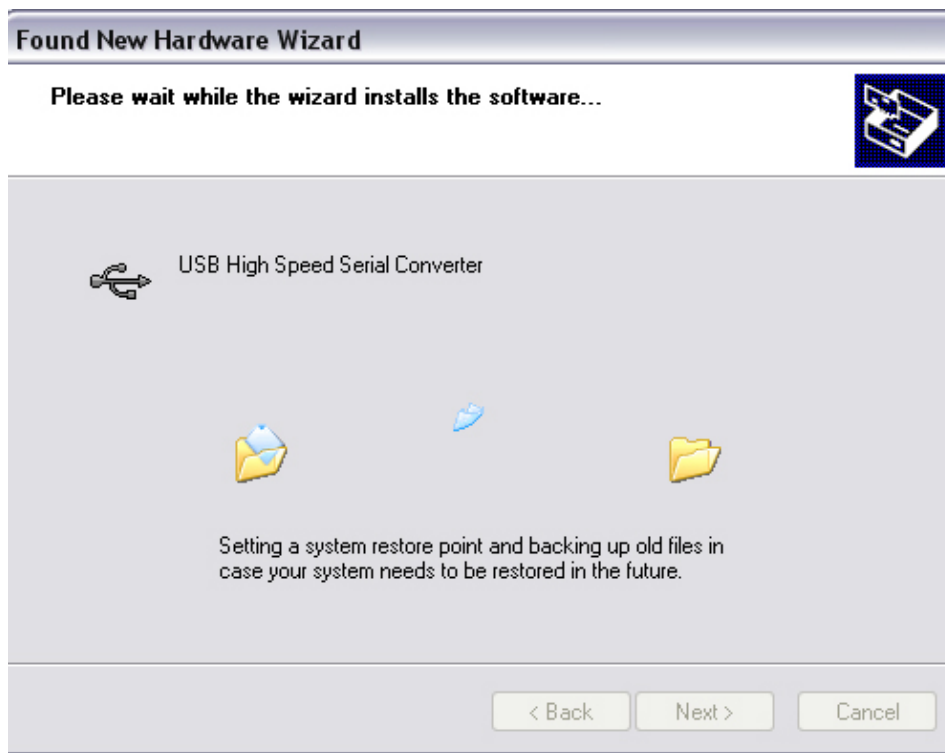 Found New Hardware Wizard
Please wait while the wizard installs the software...
USB High Speed Serial Converter
Setting a system restore point and backing up old files in
case your system needs to be restored in the future.
< Back Next > Cancel